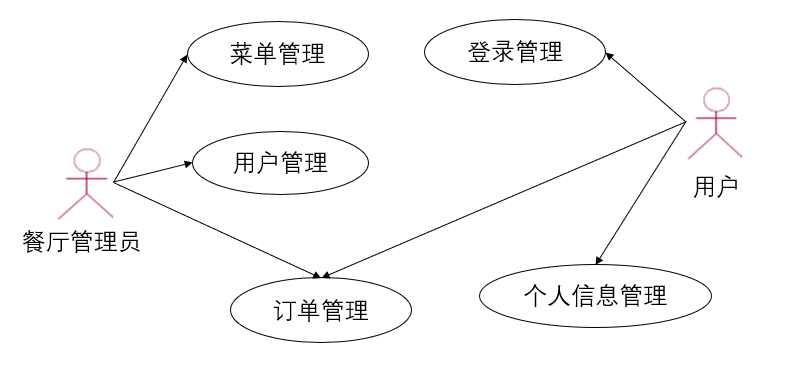 菜单管理
登录管理
用户管理
用户
餐厅管理员
订单管理
个人信息管理